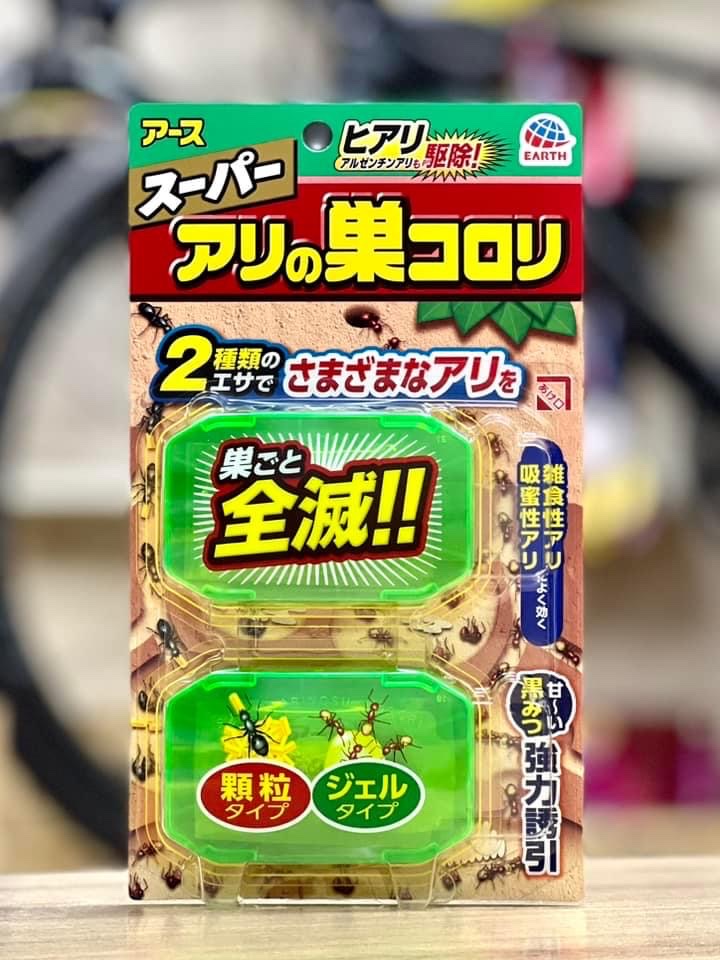 アース
ヒアリ
アルゼンチンアリも
駆除!
EARTH
スーパー
アリの巣コロリ
2種類の
エサで
さまざまなアリを
あけ口
巣ごと
全滅!!
雑食性アリ
吸蜜性アリ
によく効く
甘〜い
黒みつ
強力誘引
顆粒
タイプ
ジェル
タイプ